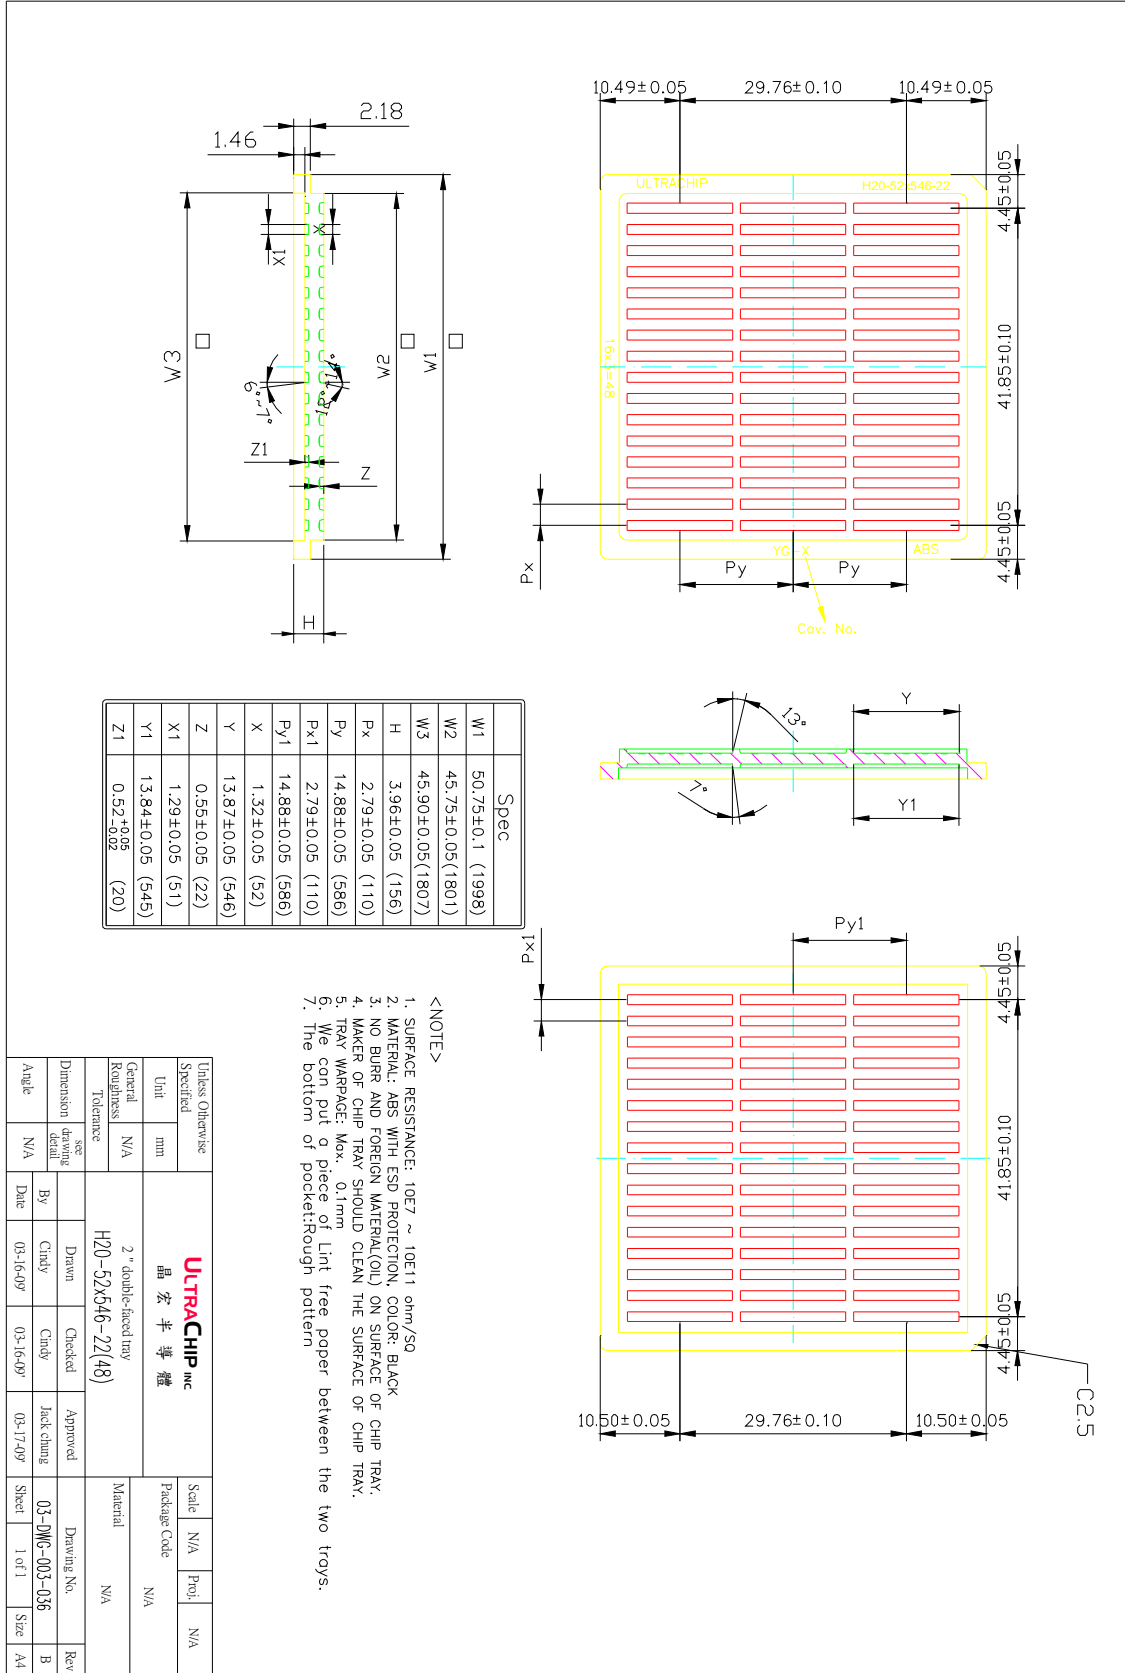 10.49±0.05
29.76±0.10
10.49±0.05
4.45±0.05
41.85±0.10
4.45±0.05
ULTRACHIP
H20-52x546-22
16x3=48
YG-X
ABS
Cav. No.
Px
Py
Py
2.18
1.46
X
X1
W1
W2
W3
6°~7°
Z1
Z
H
13°
7°
Y
Y1
Py1
Px1
4.45±0.05
41.85±0.10
4.45±0.05
C2.5
10.50±0.05
29.76±0.10
10.50±0.05
Spec
W1 50.75±0.1 (1998)
W2 45.75±0.05(1801)
W3 45.90±0.05(1807)
H 3.96±0.05 (156)
Px 2.79±0.05 (110)
Py 14.88±0.05 (586)
Px1 2.79±0.05 (110)
Py1 14.88±0.05 (586)
X 1.32±0.05 (52)
Y 13.87±0.05 (546)
Z 0.55±0.05 (22)
X1 1.29±0.05 (51)
Y1 13.84±0.05 (545)
Z1 0.52 +0.05 -0.02 (20)
<NOTE>
1. SURFACE RESISTANCE: 10E7 ~ 10E11 ohm/SQ
2. MATERIAL: ABS WITH ESD PROTECTION, COLOR: BLACK
3. NO BURR AND FOREIGN MATERIAL(OIL) ON SURFACE OF CHIP TRAY.
4. MAKER OF CHIP TRAY SHOULD CLEAN THE SURFACE OF CHIP TRAY.
5. TRAY WARPAGE: Max. 0.1mm
6. We can put a piece of Lint free paper between the two trays.
7. The bottom of pocket:Rough pattern
Unless Otherwise Specified
Unit mm
General Roughness N/A
Tolerance
Dimension see drawing detail
Angle N/A
ULTRACHIP INC
晶宏半導體
2 " double-faced tray
H20-52x546-22(48)
Drawn Checked Approved
By Cindy Cindy Jack chung
Date 03-16-09' 03-16-09' 03-17-09'
Scale N/A Proj. N/A
Package Code N/A
Material N/A
Drawing No. Rev
03-DWG-003-036 B
Sheet 1 of 1 Size A4